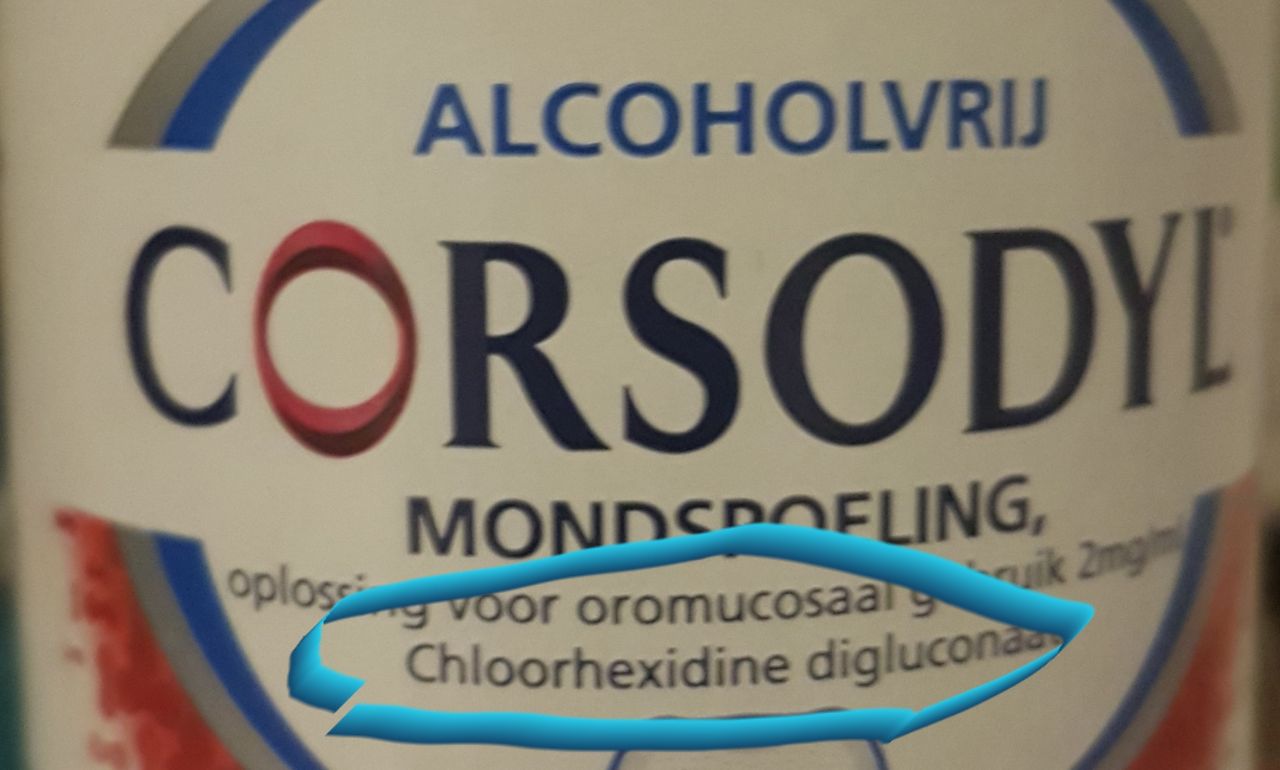 ALCOHOLVRIJ
CORSODYL®
MONDSPOELING,
oplossing voor oromucosaal gebruik 2mg/ml
Chloorhexidine digluconaat